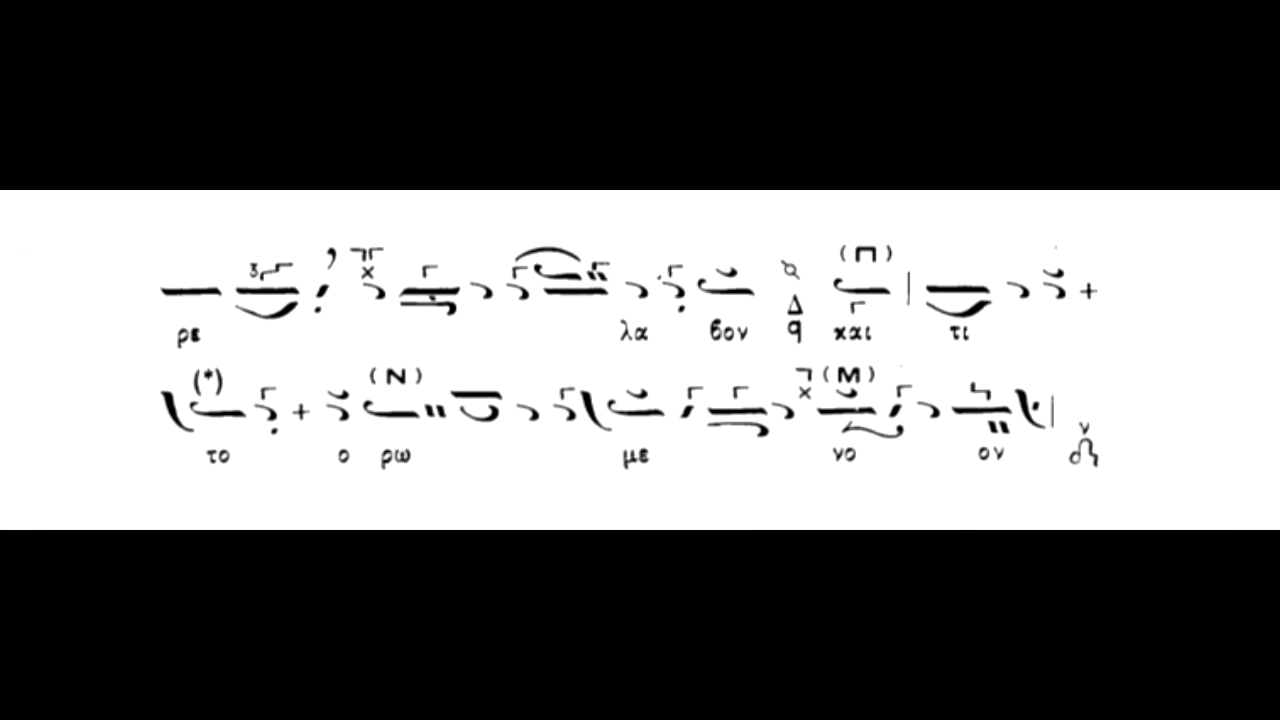 (Π)
ρε λα βον Δ q και τι
(*) (Ν) (Μ)
το ο ρω με νο ον ν